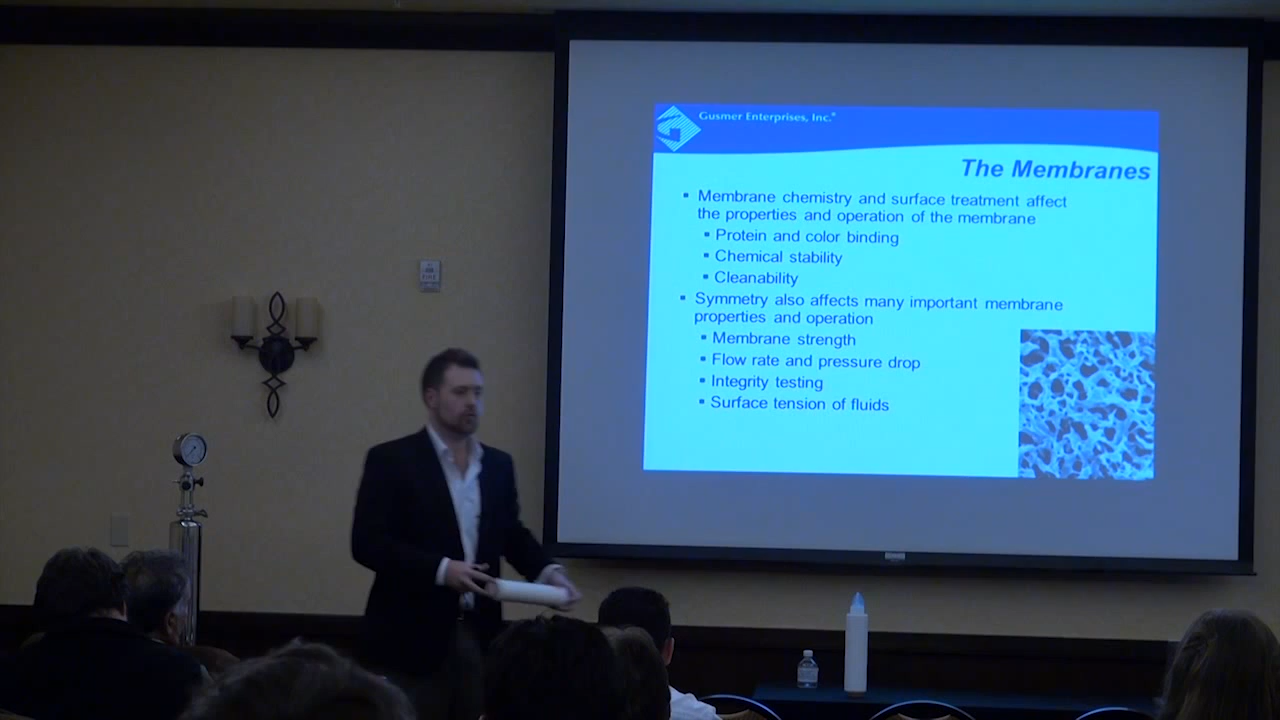 Gusmer Enterprises, Inc.®
The Membranes
▪ Membrane chemistry and surface treatment affect
the properties and operation of the membrane
▪ Protein and color binding
▪ Chemical stability
▪ Cleanability
▪ Symmetry also affects many important membrane
properties and operation
▪ Membrane strength
▪ Flow rate and pressure drop
▪ Integrity testing
▪ Surface tension of fluids
FIRE